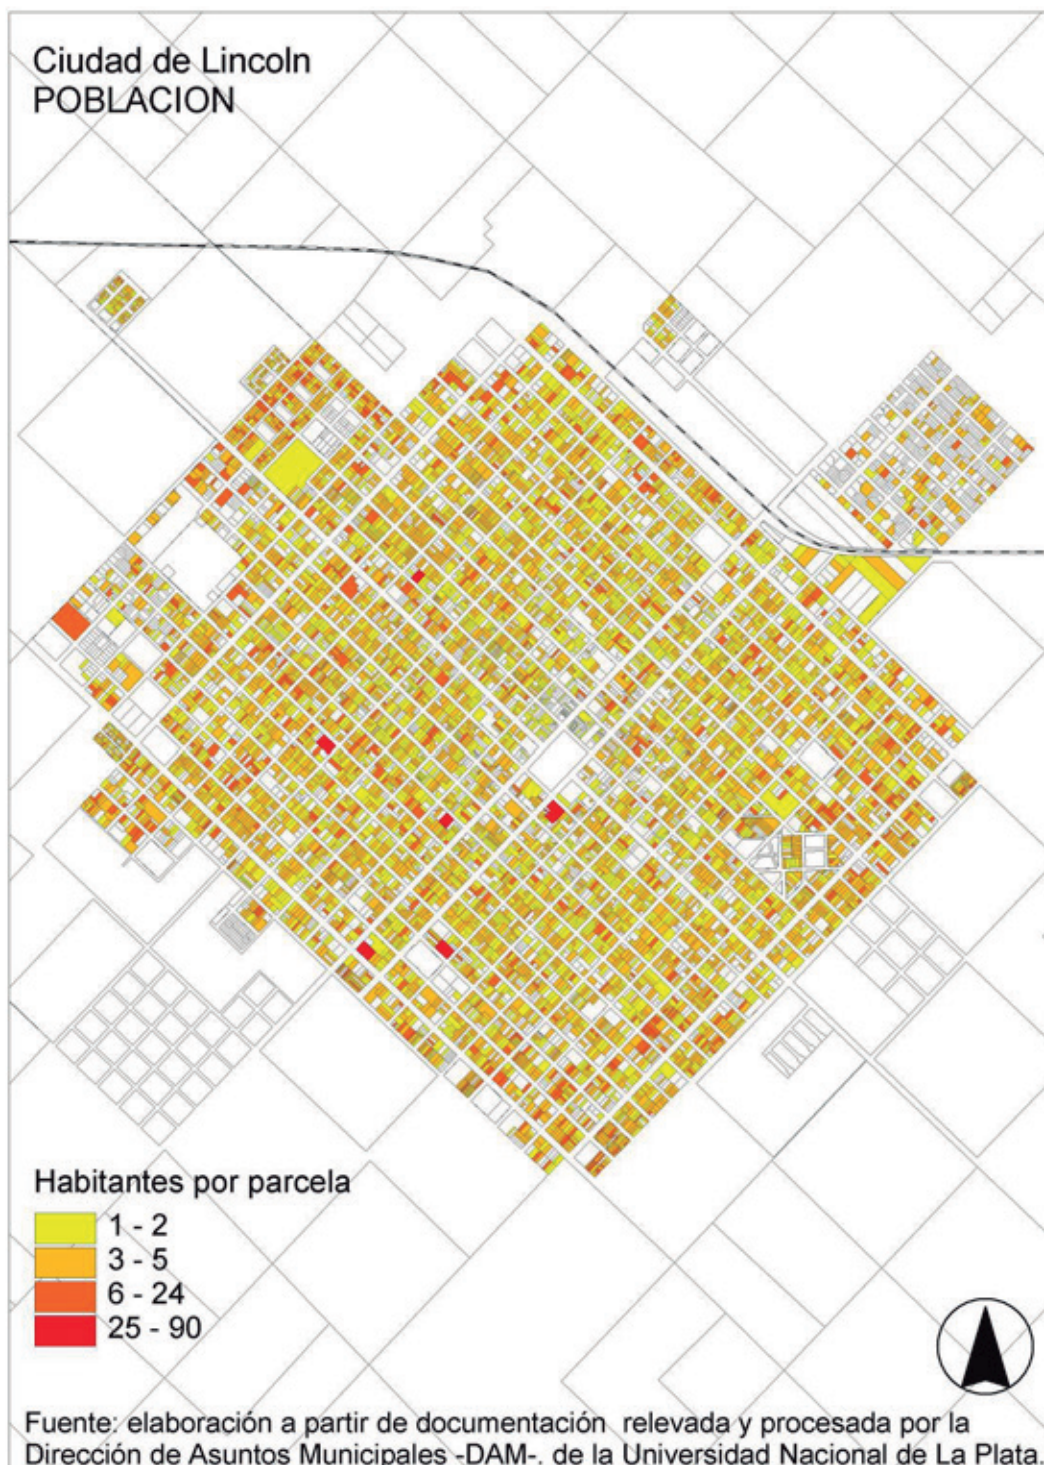 Ciudad de Lincoln
POBLACION
Habitantes por parcela
1 - 2
3 - 5
6 - 24
25 - 90
Fuente: elaboración a partir de documentación relevada y procesada por la
Dirección de Asuntos Municipales -DAM-. de la Universidad Nacional de La Plata.